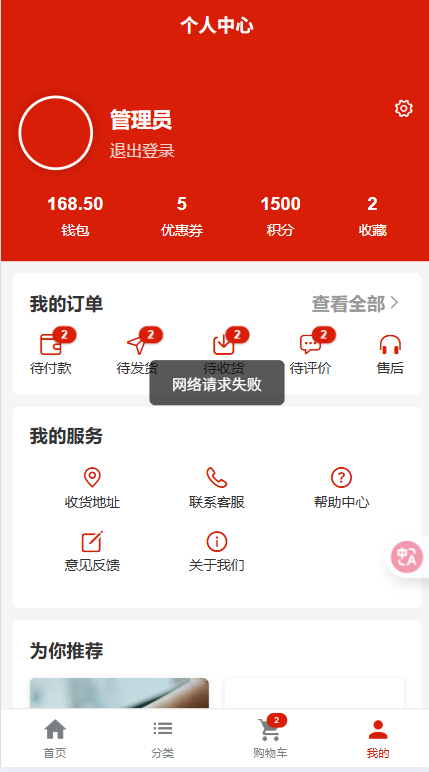 个人中心
管理员
退出登录
168.50 5 1500 2
钱包 优惠券 积分 收藏
我的订单 查看全部
2 2 2 2
待付款 待发货 待收货 待评价 售后
网络请求失败
我的服务
收货地址 联系客服 帮助中心
意见反馈 关于我们
中 A
为你推荐
2
首页 分类 购物车 我的